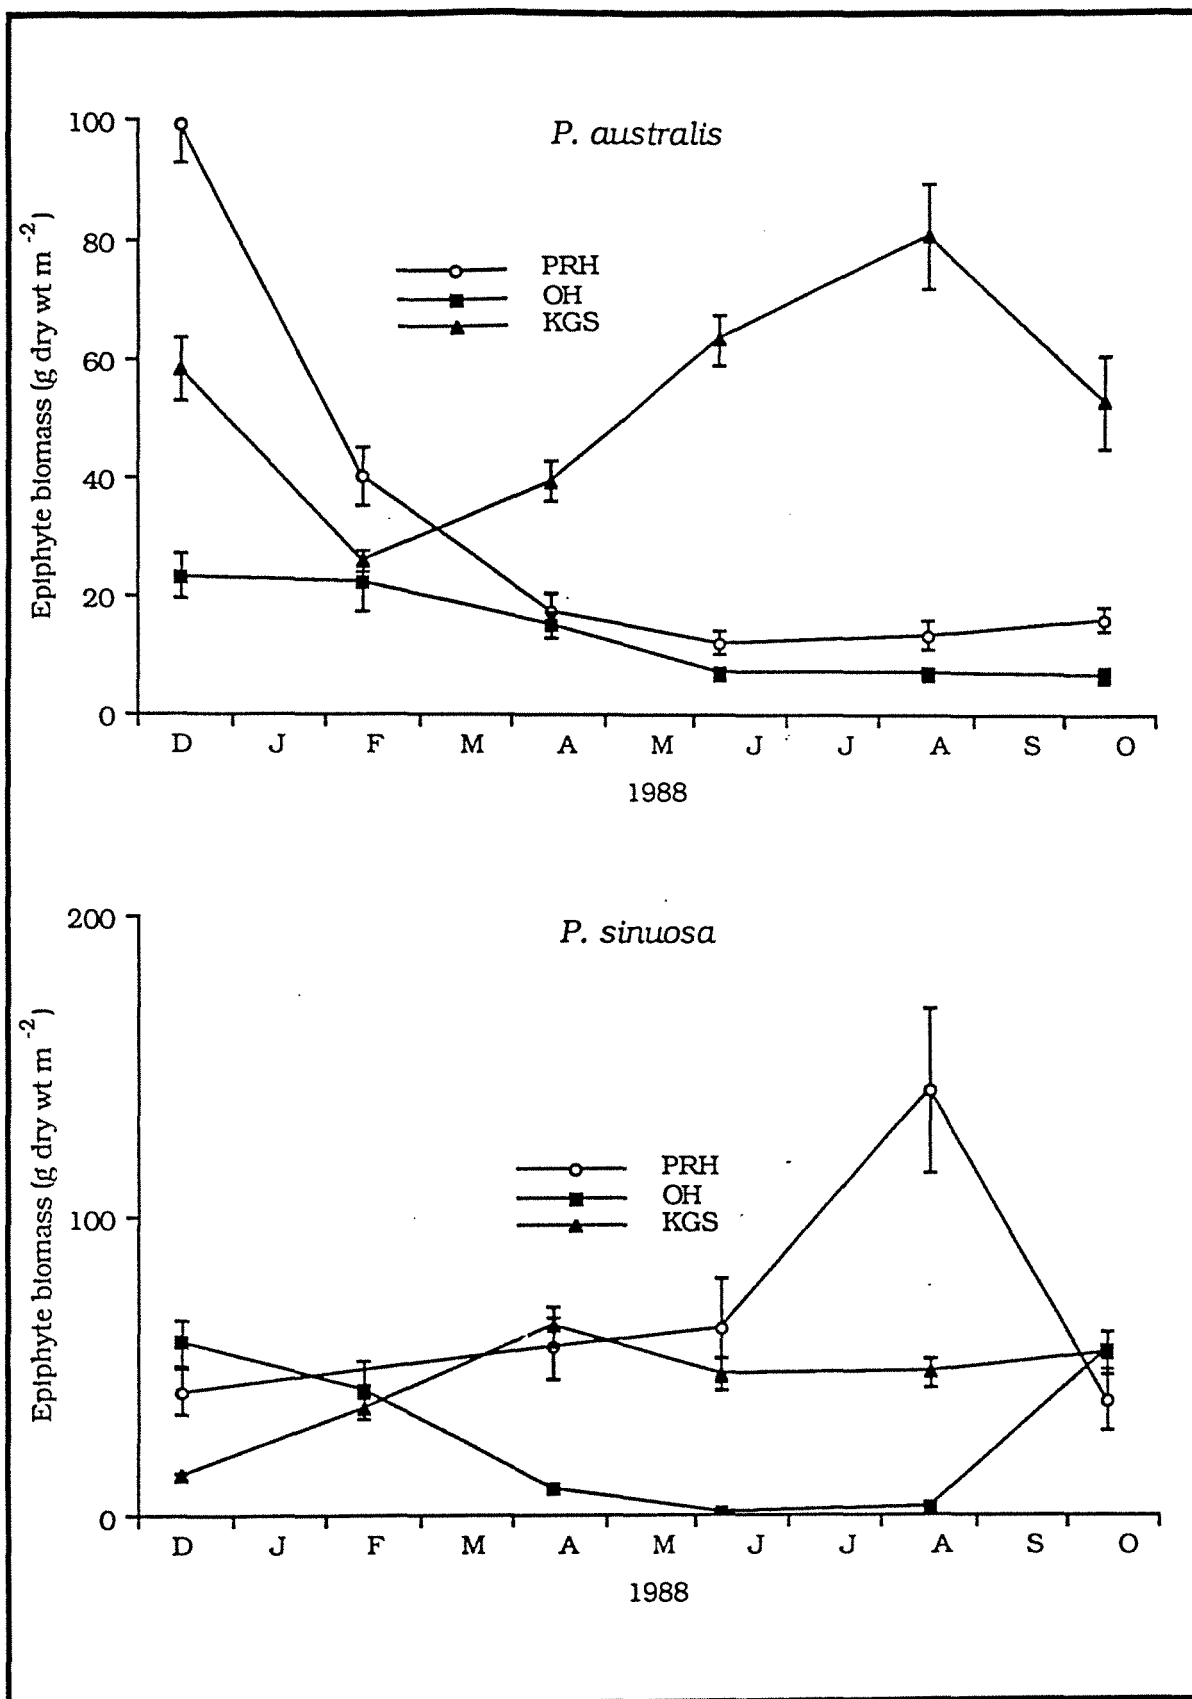 P. australis
Epiphyte biomass (g dry wt m -2)
100
80
60
40
20
0
PRH
OH
KGS
D J F M A M J J A S O
1988
P. sinuosa
Epiphyte biomass (g dry wt m -2)
200
100
0
PRH
OH
KGS
D J F M A M J J A S O
1988